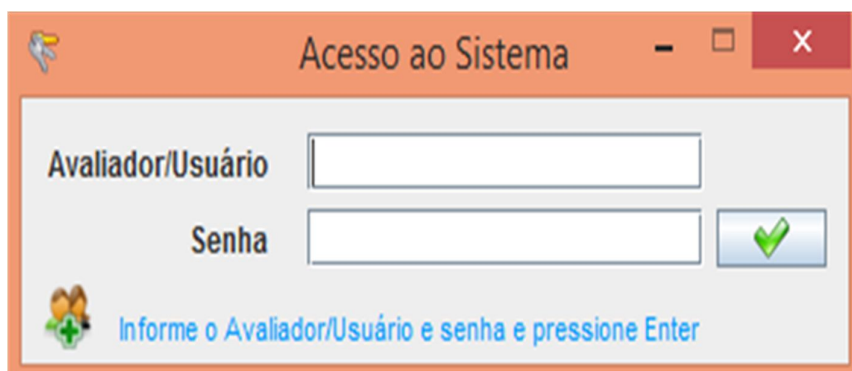 Acesso ao Sistema
Avaliador/Usuário
Senha
Informe o Avaliador/Usuário e senha e pressione Enter